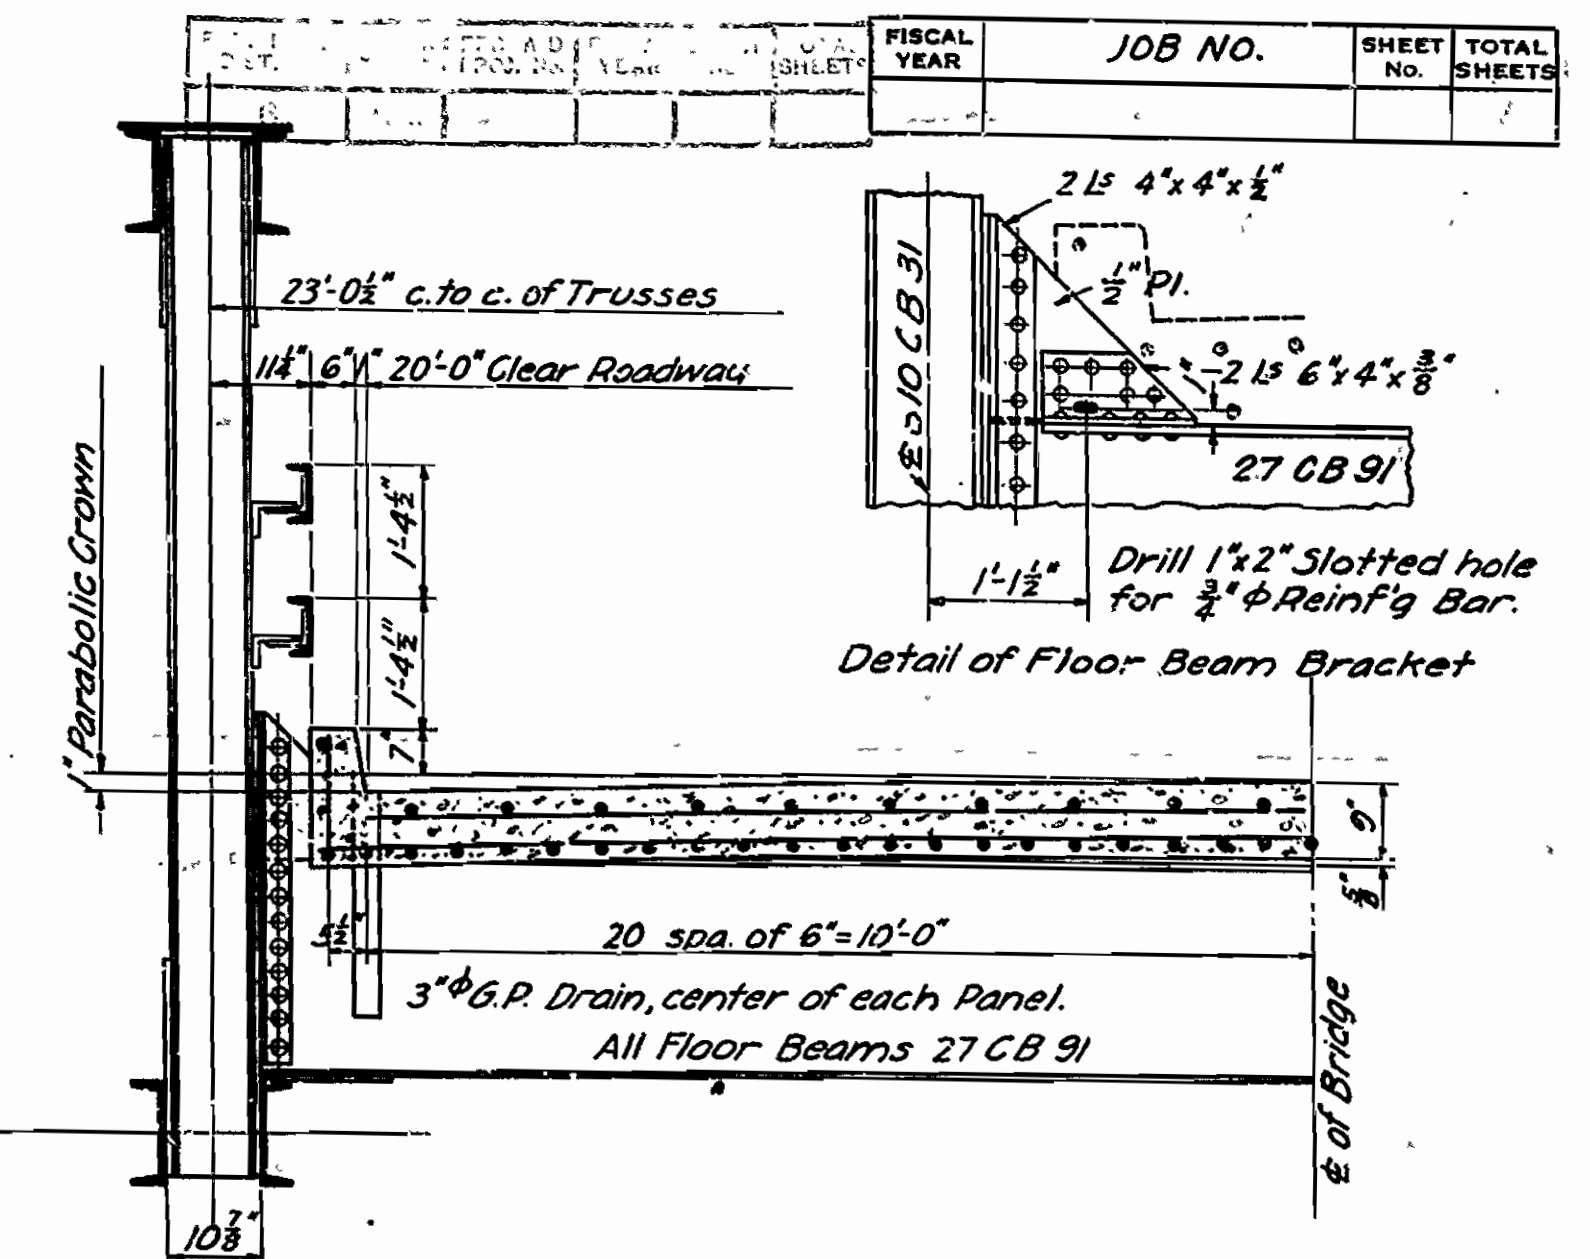 FISCAL YEAR
JOB NO.
SHEET No.
TOTAL SHEETS
YEAR
SHEETS
2 Ls 4"x 4"x 1/2"
1/2" Pl.
10 CB 31
2 Ls 6"x 4"x 3/8"
1"
27 CB 91
1'-1 1/2"
Drill 1"x2" Slotted hole
for 3/4" ϕ Reinf'g Bar.
Detail of Floor Beam Bracket
23'-0 1/2" c. to c. of Trusses
11 1/4" 6" 1" 20'-0" Clear Roadway
1'-4 1/2"
1'-4 1/2"
7"
1" Parabolic Crown
9"
5/8"
20 spa. of 6"=10'-0"
3"ϕ G.P. Drain, center of each Panel.
All Floor Beams 27 CB 91
℄ of Bridge
10 7/8"